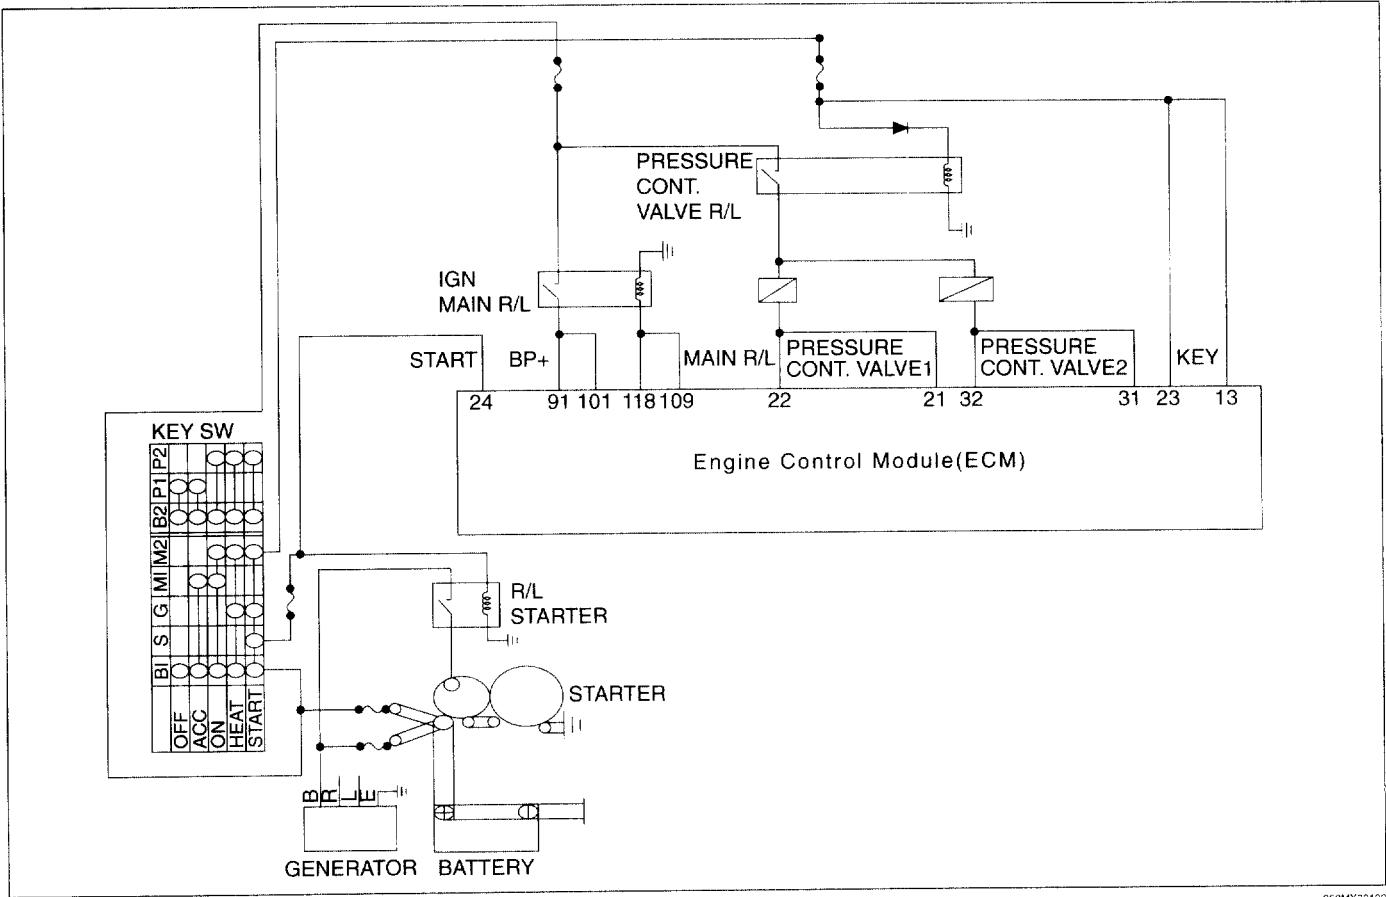 PRESSURE
CONT.
VALVE R/L
IGN
MAIN R/L
START
BP+
MAIN R/L
PRESSURE
CONT. VALVE1
PRESSURE
CONT. VALVE2
KEY
24
91
101
118
109
22
21
32
31
23
13
Engine Control Module(ECM)
KEY SW
P2
P1
B2
M2
MI
G
S
BI
OFF
ACC
ON
HEAT
START
R/L
STARTER
STARTER
B
R
L
E
GENERATOR
BATTERY